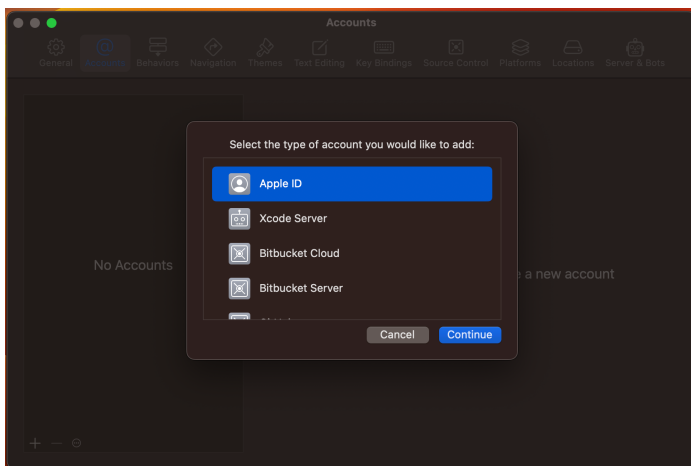 Accounts
General Accounts Behaviors Navigation Themes Text Editing Key Bindings Source Control Platforms Locations Server & Bots
Select the type of account you would like to add:
Apple ID
Xcode Server
Bitbucket Cloud
Bitbucket Server
No Accounts
a new account
Cancel Continue